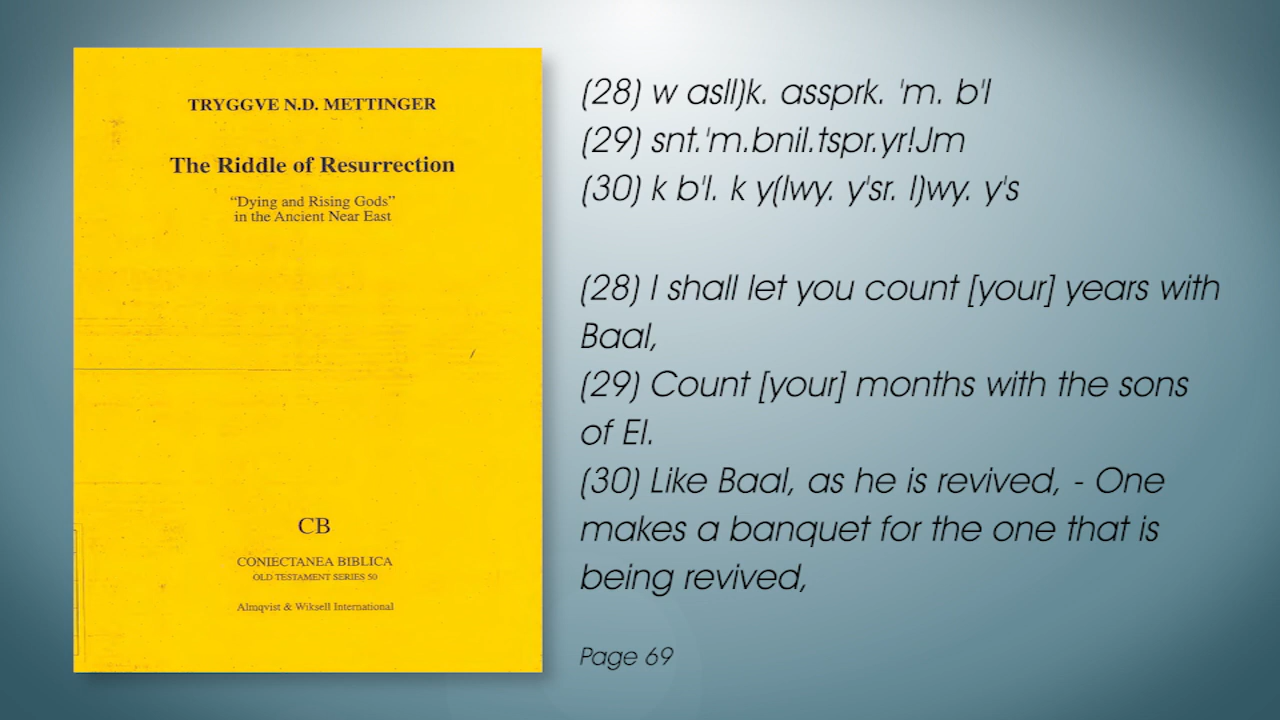 TRYGGVE N.D. METTINGER
The Riddle of Resurrection
“Dying and Rising Gods”
in the Ancient Near East
CB
CONIECTANEA BIBLICA
OLD TESTAMENT SERIES 50
Almqvist & Wiksell International
(28) w asll)k. assprk. 'm. b'l
(29) snt.'m.bnil.tspr.yr!Jm
(30) k b'l. k y(lwy. y'sr. l)wy. y's
(28) I shall let you count [your] years with
Baal,
(29) Count [your] months with the sons
of El.
(30) Like Baal, as he is revived, - One
makes a banquet for the one that is
being revived,
Page 69